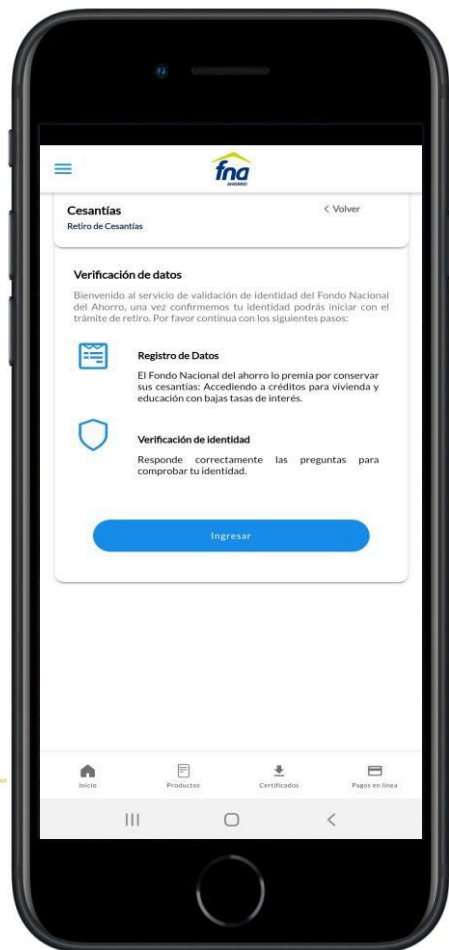 fna
AHORRO
Cesantías
< Volver
Retiro de Cesantías
Verificación de datos
Bienvenido al servicio de validación de identidad del Fondo Nacional
del Ahorro, una vez confirmemos tu identidad podrás iniciar con el
trámite de retiro. Por favor continua con los siguientes pasos:
Registro de Datos
El Fondo Nacional del ahorro lo premia por conservar
sus cesantías: Accediendo a créditos para vivienda y
educación con bajas tasas de interés.
Verificación de identidad
Responde correctamente las preguntas para
comprobar tu identidad.
Ingresar
Inicio
Productos
Certificados
Pagos en línea